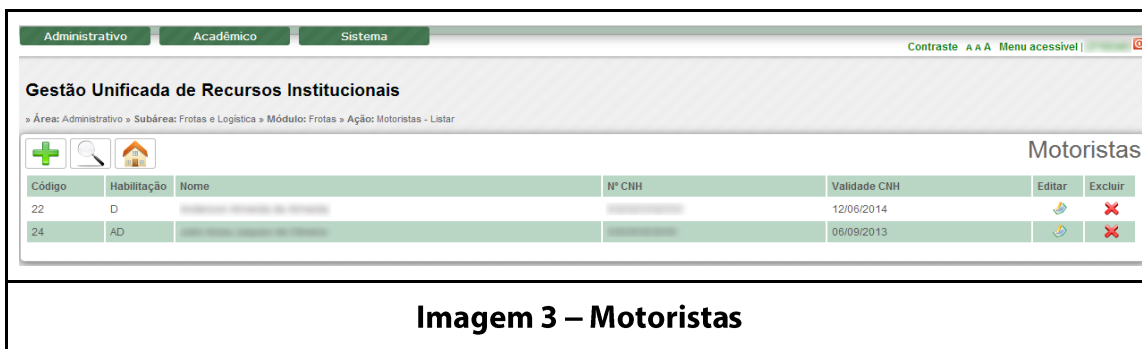 Administrativo Acadêmico Sistema
Contraste A A A Menu acessivel |
Gestão Unificada de Recursos Institucionais
» Área: Administrativo » Subárea: Frotas e Logística » Módulo: Frotas » Ação: Motoristas - Listar
Motoristas
Código Habilitação Nome Nº CNH Validade CNH Editar Excluir
22 D 12/06/2014
24 AD 06/09/2013
Imagem 3 – Motoristas